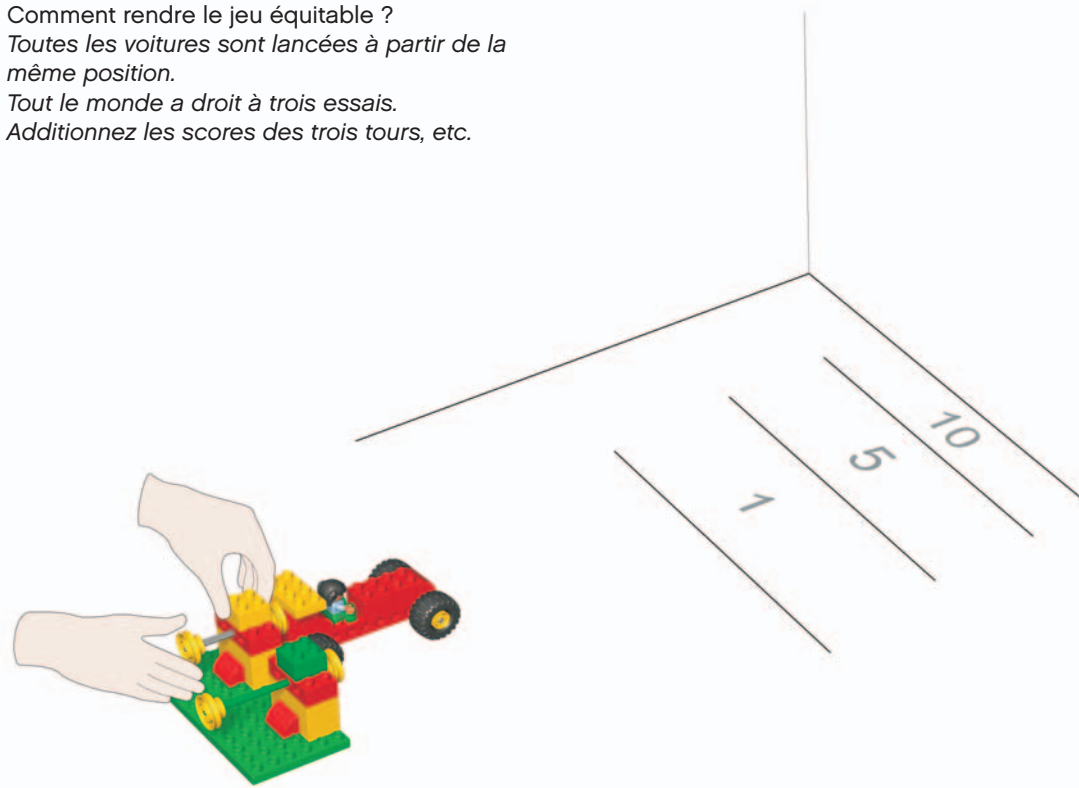 Comment rendre le jeu équitable ?
Toutes les voitures sont lancées à partir de la
même position.
Tout le monde a droit à trois essais.
Additionnez les scores des trois tours, etc.
10
5
1